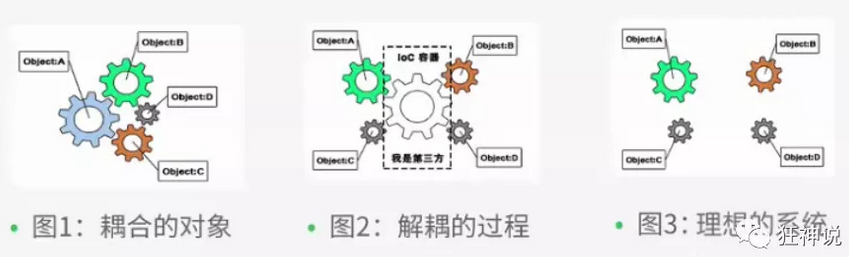 Object:B
Object:A
Object:D
Object:C
Object:A
IoC 容器
Object:B
Object:C
我是第三方
Object:D
Object:A
Object:B
Object:C
Object:D
• 图1：耦合的对象
• 图2：解耦的过程
• 图3：理想的系统
狂神说